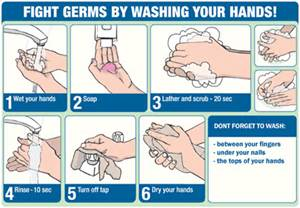 FIGHT GERMS BY WASHING YOUR HANDS!
1 Wet your hands
2 Soap
3 Lather and scrub - 20 sec
4 Rinse - 10 sec
5 Turn off tap
6 Dry your hands
DONT FORGET TO WASH:
- between your fingers
- under your nails
- the tops of your hands